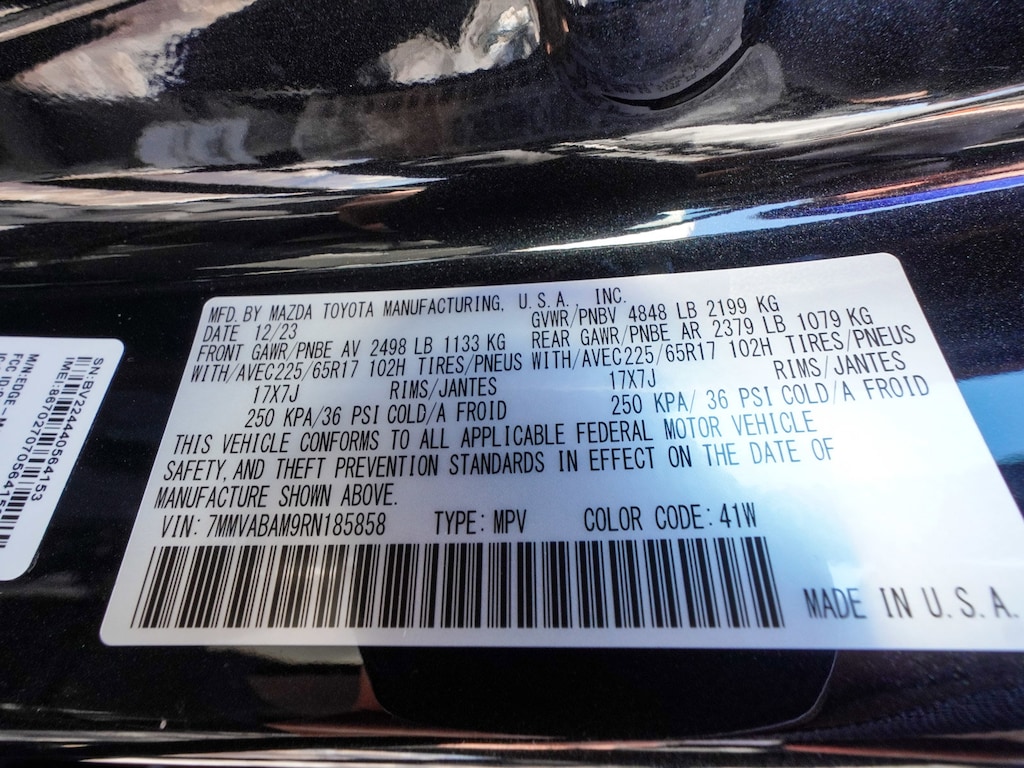 MFD. BY MAZDA TOYOTA MANUFACTURING, U.S.A., INC.
DATE 12/23 GVWR/PNBV 4848 LB 2199 KG
FRONT GAWR/PNBE AV 2498 LB 1133 KG REAR GAWR/PNBE AR 2379 LB 1079 KG
WITH/AVEC225/65R17 102H TIRES/PNEUS WITH/AVEC225/65R17 102H TIRES/PNEUS
17X7J RIMS/JANTES 17X7J RIMS/JANTES
250 KPA/36 PSI COLD/A FROID 250 KPA/ 36 PSI COLD/A FROID
THIS VEHICLE CONFORMS TO ALL APPLICABLE FEDERAL MOTOR VEHICLE
SAFETY, AND THEFT PREVENTION STANDARDS IN EFFECT ON THE DATE OF
MANUFACTURE SHOWN ABOVE.
VIN: 7MMVABAM9RN185858 TYPE: MPV COLOR CODE: 41W
MADE IN U.S.A.
SN:BV32244405641​53